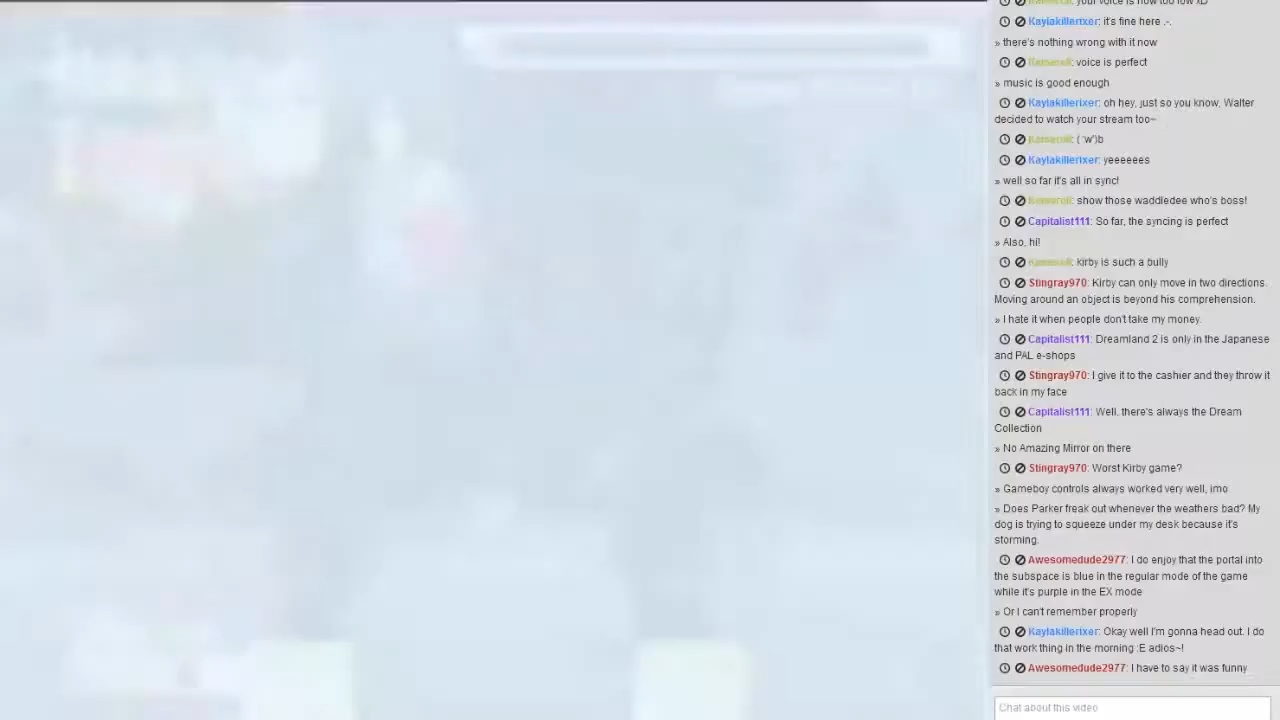 your voice is now too low xD
Kaylakillerixer: it's fine here .-.
» there's nothing wrong with it now
voice is perfect
» music is good enough
Kaylakillerixer: oh hey, just so you know, Walter
decided to watch your stream too~
( 'w')b
Kaylakillerixer: yeeeeees
» well so far it's all in sync!
show those waddledee who's boss!
Capitalist111: So far, the syncing is perfect
» Also, hi!
kirby is such a bully
Stingray970: Kirby can only move in two directions.
Moving around an object is beyond his comprehension.
» I hate it when people don't take my money.
Capitalist111: Dreamland 2 is only in the Japanese
and PAL e-shops
Stingray970: I give it to the cashier and they throw it
back in my face
Capitalist111: Well, there's always the Dream
Collection
» No Amazing Mirror on there
Stingray970: Worst Kirby game?
» Gameboy controls always worked very well, imo
» Does Parker freak out whenever the weathers bad? My
dog is trying to squeeze under my desk because it's
storming.
Awesomedude2977: I do enjoy that the portal into
the subspace is blue in the regular mode of the game
while it's purple in the EX mode
» Or I can't remember properly
Kaylakillerixer: Okay well I'm gonna head out. I do
that work thing in the morning :E adios~!
Awesomedude2977: I have to say it was funny
Chat about this video